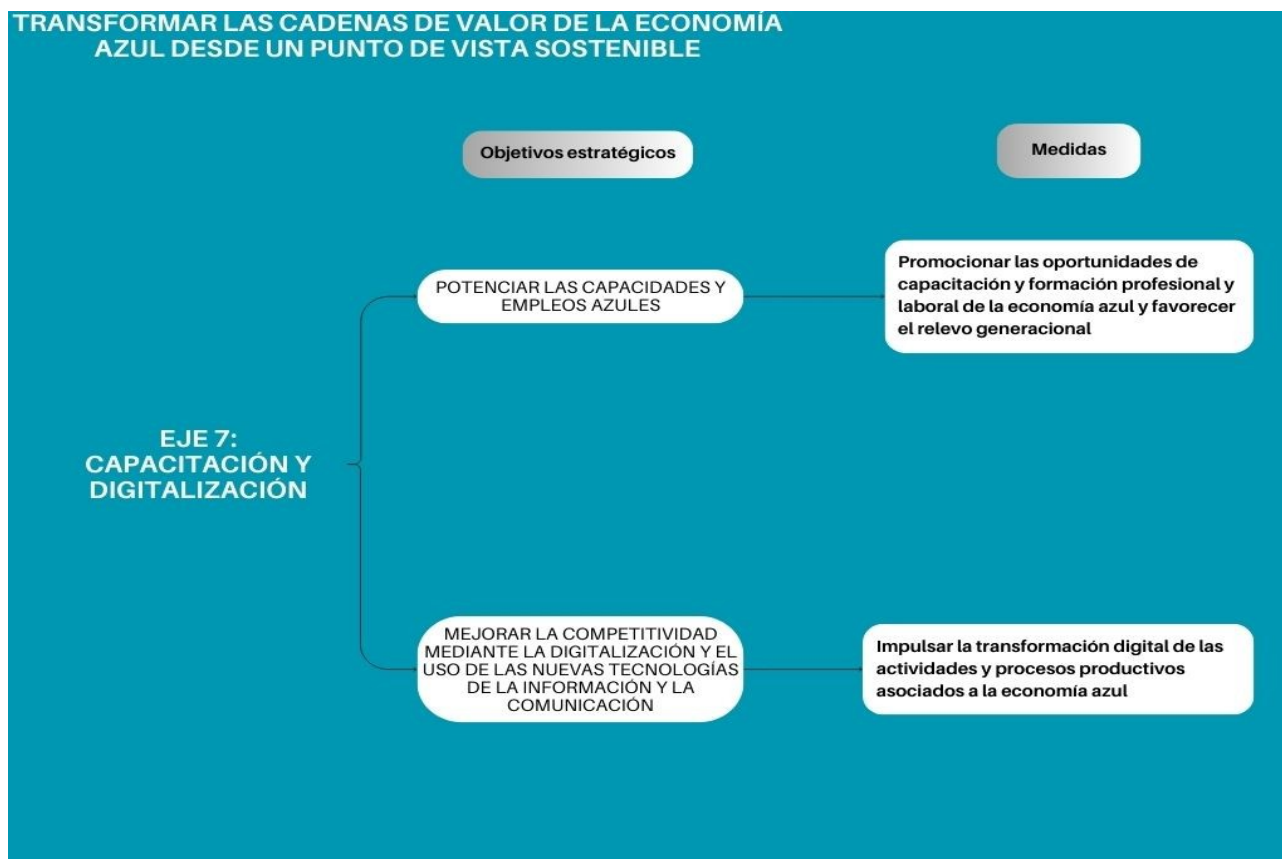 TRANSFORMAR LAS CADENAS DE VALOR DE LA ECONOMÍA
AZUL DESDE UN PUNTO DE VISTA SOSTENIBLE
Objetivos estratégicos
Medidas
POTENCIAR LAS CAPACIDADES Y
EMPLEOS AZULES
Promocionar las oportunidades de
capacitación y formación profesional y
laboral de la economía azul y favorecer
el relevo generacional
EJE 7:
CAPACITACIÓN Y
DIGITALIZACIÓN
MEJORAR LA COMPETITIVIDAD
MEDIANTE LA DIGITALIZACIÓN Y EL
USO DE LAS NUEVAS TECNOLOGÍAS
DE LA INFORMACIÓN Y LA
COMUNICACIÓN
Impulsar la transformación digital de las
actividades y procesos productivos
asociados a la economía azul